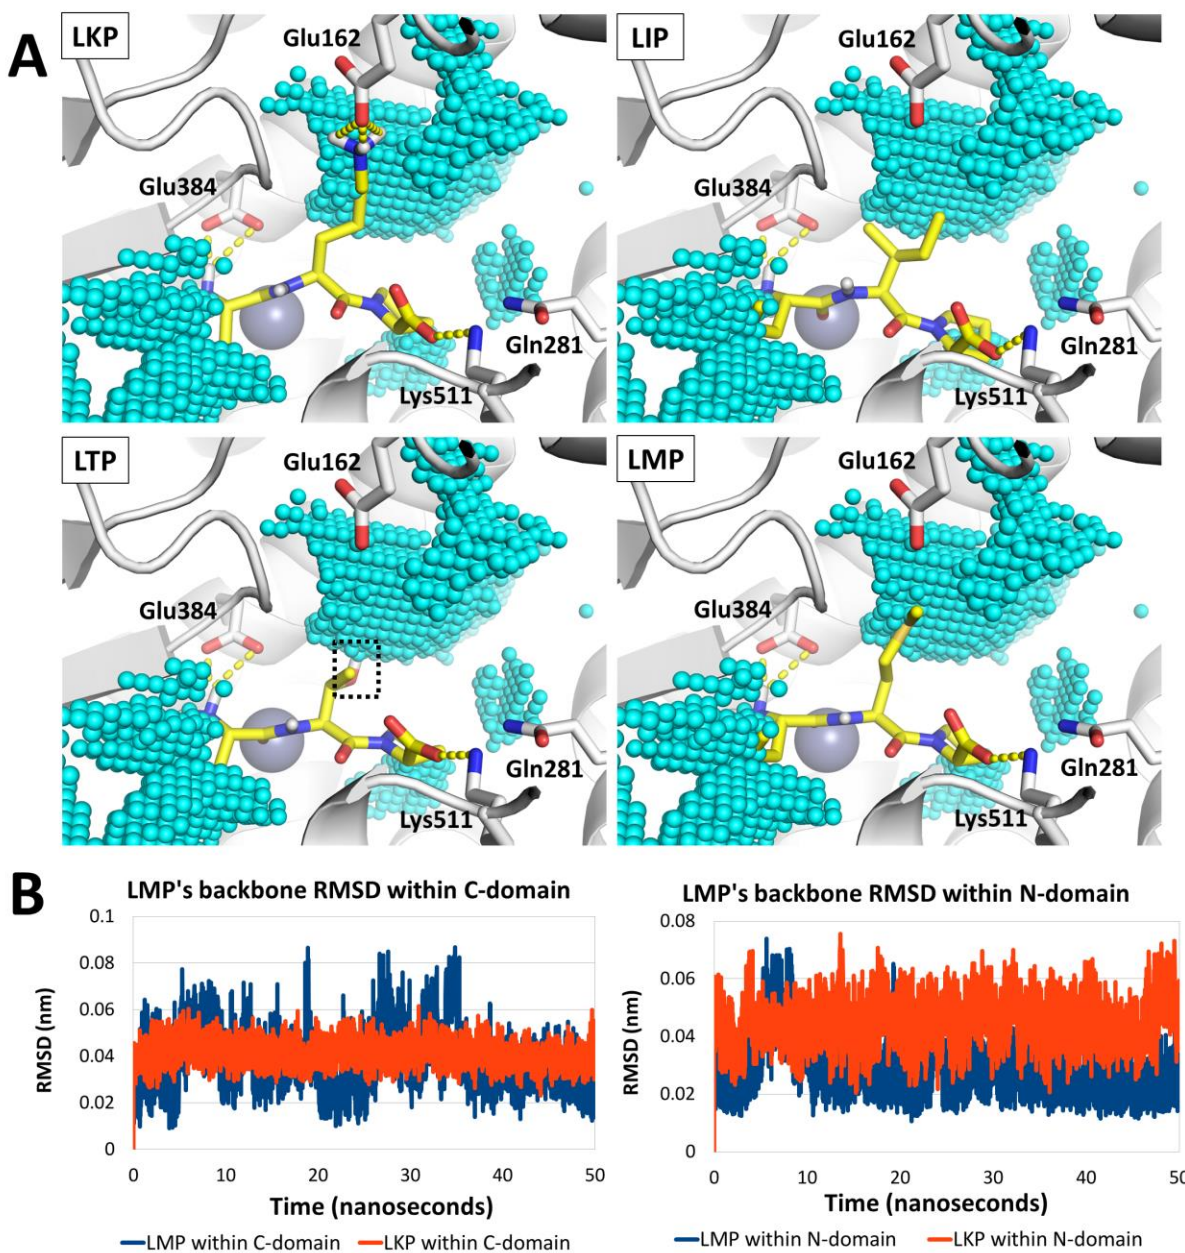 A
LKP
Glu162
Glu384
Gln281
Lys511
LIP
Glu162
Glu384
Gln281
Lys511
LTP
Glu162
Glu384
Gln281
Lys511
LMP
Glu162
Glu384
Gln281
Lys511
B
LMP's backbone RMSD within C-domain
RMSD (nm)
0.1
0.08
0.06
0.04
0.02
0
0 10 20 30 40 50
Time (nanoseconds)
LMP within C-domain LKP within C-domain
LMP's backbone RMSD within N-domain
RMSD (nm)
0.08
0.06
0.04
0.02
0
0 10 20 30 40 50
Time (nanoseconds)
LMP within N-domain LKP within N-domain